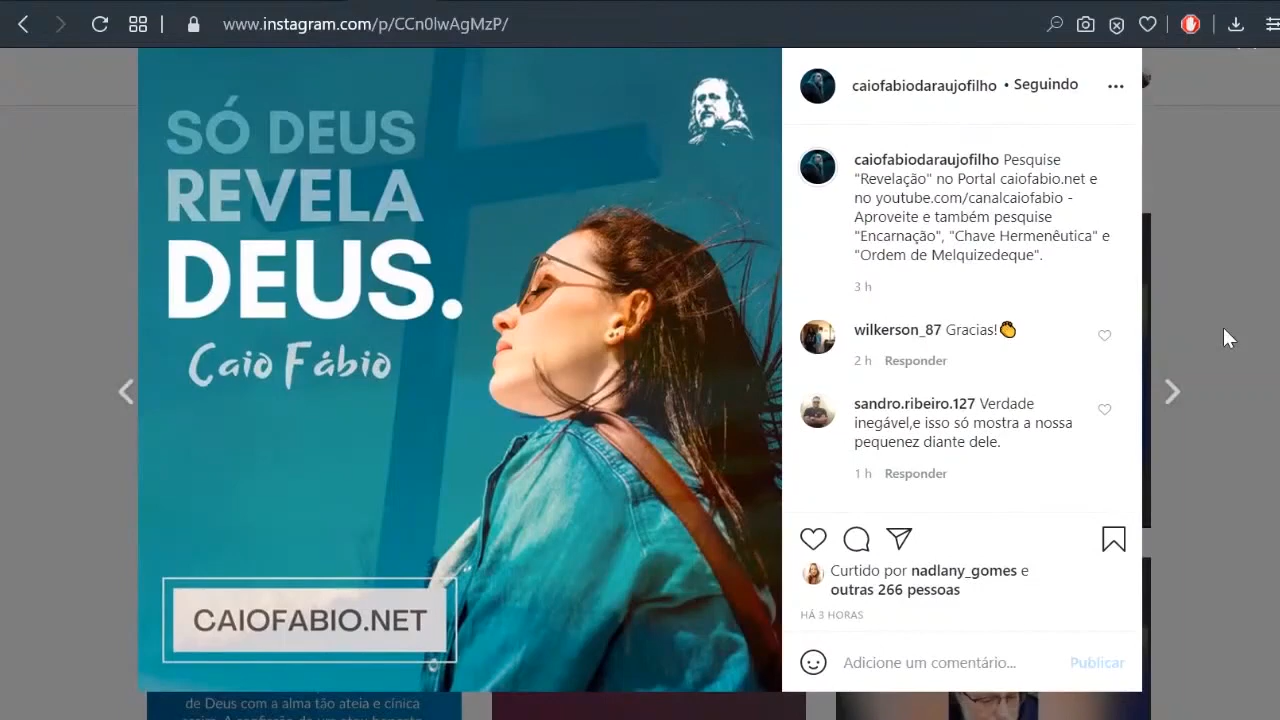 www.instagram.com/p/CCn0lwAgMzP/
SÓ DEUS
REVELA
DEUS.
Caio Fábio
CAIOFABIO.NET
caiofabiodaraujofilho • Seguindo
caiofabiodaraujofilho Pesquise
"Revelação" no Portal caiofabio.net e
no youtube.com/canalcaiofabio -
Aproveite e também pesquise
"Encarnação", "Chave Hermenêutica" e
"Ordem de Melquizedeque".
3 h
wilkerson_87 Gracias!👏
2 h Responder
sandro.ribeiro.127 Verdade
inegável,e isso só mostra a nossa
pequenez diante dele.
1 h Responder
Curtido por nadlany_gomes e
outras 266 pessoas
HÁ 3 HORAS
Adicione um comentário... Publicar
de Deus com a alma tão ateia e cínica